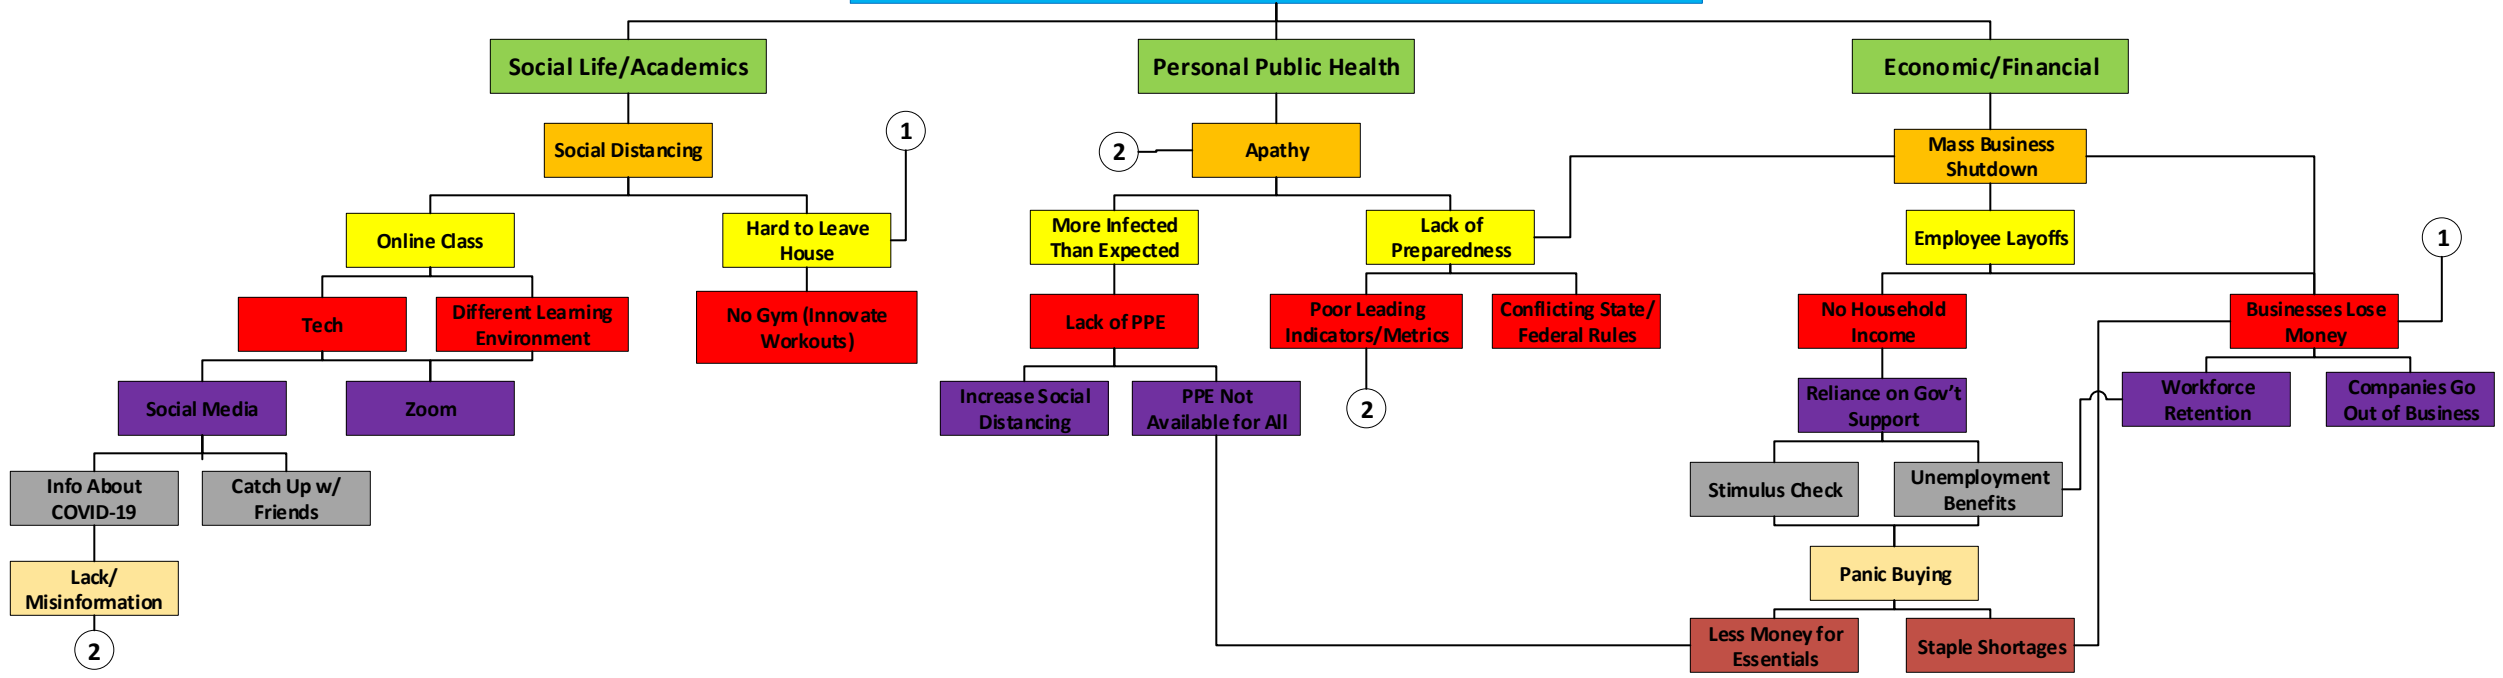 Social Life/Academics
Personal Public Health
Economic/Financial
1
Social Distancing
2
Apathy
Mass Business
Shutdown
Online Class
Hard to Leave
House
More Infected
Than Expected
Lack of
Preparedness
Employee Layoffs
1
Tech
Different Learning
Environment
No Gym (Innovate
Workouts)
Lack of PPE
Poor Leading
Indicators/Metrics
Conflicting State/
Federal Rules
No Household
Income
Businesses Lose
Money
Social Media
Zoom
Increase Social
Distancing
PPE Not
Available for All
2
Reliance on Gov’t
Support
Workforce
Retention
Companies Go
Out of Business
Info About
COVID-19
Catch Up w/
Friends
Stimulus Check
Unemployment
Benefits
Lack/
Misinformation
Panic Buying
2
Less Money for
Essentials
Staple Shortages